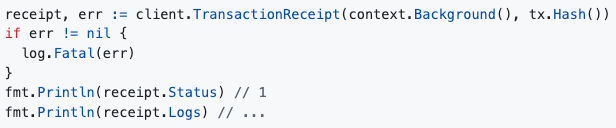 receipt, err := client.TransactionReceipt(context.Background(), tx.Hash())
if err != nil {
  log.Fatal(err)
}
fmt.Println(receipt.Status) // 1
fmt.Println(receipt.Logs) // ...